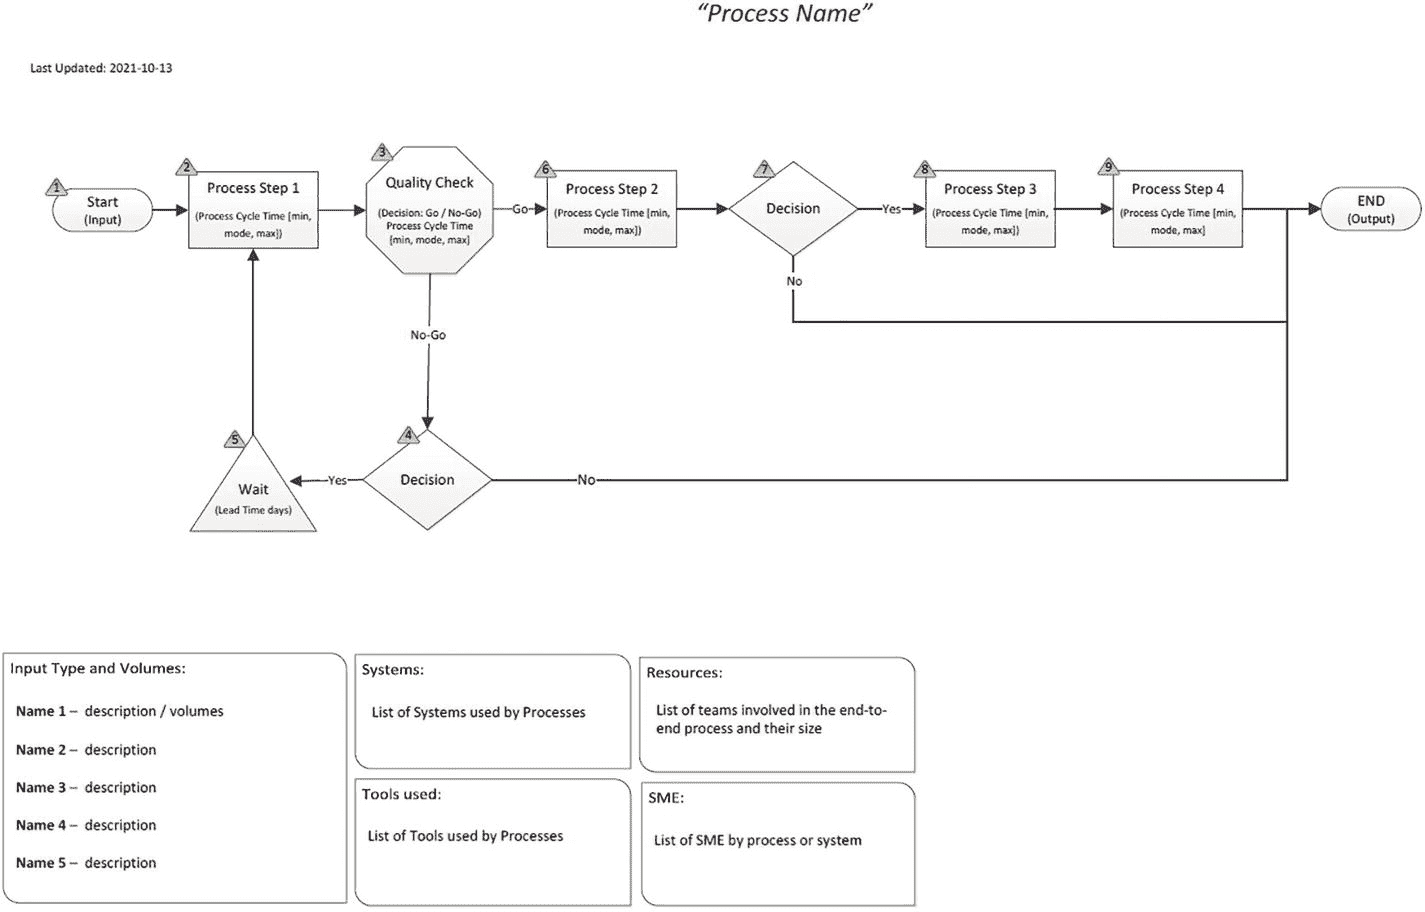 “Process Name”
Last Updated: 2021-10-13
1
Start
(Input)
2
Process Step 1
(Process Cycle Time [min,
mode, max])
3
Quality Check
(Decision: Go / No-Go)
Process Cycle Time
[min, mode, max]
Go
6
Process Step 2
(Process Cycle Time [min,
mode, max])
7
Decision
Yes
8
Process Step 3
(Process Cycle Time [min,
mode, max])
9
Process Step 4
(Process Cycle Time [min,
mode, max]
END
(Output)
No
No-Go
4
Decision
Yes
No
5
Wait
(Lead Time days)
Input Type and Volumes:
Name 1 – description / volumes
Name 2 – description
Name 3 – description
Name 4 – description
Name 5 – description
Systems:
List of Systems used by Processes
Resources:
List of teams involved in the end-to-
end process and their size
Tools used:
List of Tools used by Processes
SME:
List of SME by process or system